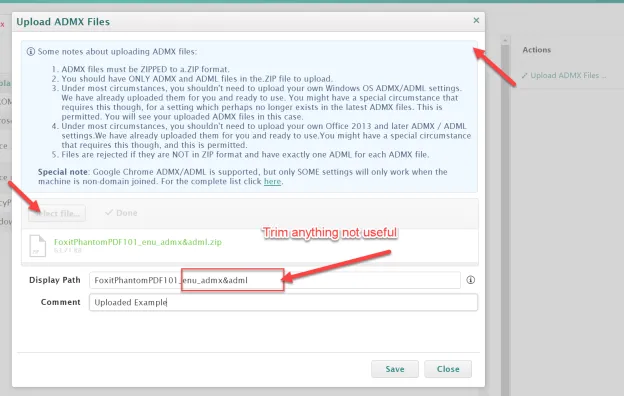 Upload ADMX Files
×
Some notes about uploading ADMX files:
1. ADMX files must be ZIPPED to a.ZIP format.
2. You should have ONLY ADMX and ADML files in the.ZIP file to upload.
3. Under most circumstances, you shouldn't need to upload your own Windows OS ADMX/ADML settings.
We have already uploaded them for you and ready to use. You might have a special circumstance that
requires this though, for a setting which perhaps no longer exists in the latest ADMX files. This is
permitted. You will see your uploaded ADMX files in this case.
4. Under most circumstances, you shouldn't need to upload your own Office 2013 and later ADMX / ADML
settings.We have already uploaded them for you and ready to use.You might have a special circumstance
that requires this though, and this is permitted.
5. Files are rejected if they are NOT in ZIP format and have exactly one ADML for each ADMX file.
Special note: Google Chrome ADMX/ADML is supported, but only SOME settings will only work when the
machine is non-domain joined. For the complete list click here.
Select file...
Done
Trim anything not useful
FoxitPhantomPDF101_enu_admx&adml.zip
Display Path
FoxitPhantomPDF101_enu_admx&adml
Comment
Uploaded Example
Save
Close
Actions
Upload ADMX Files ...